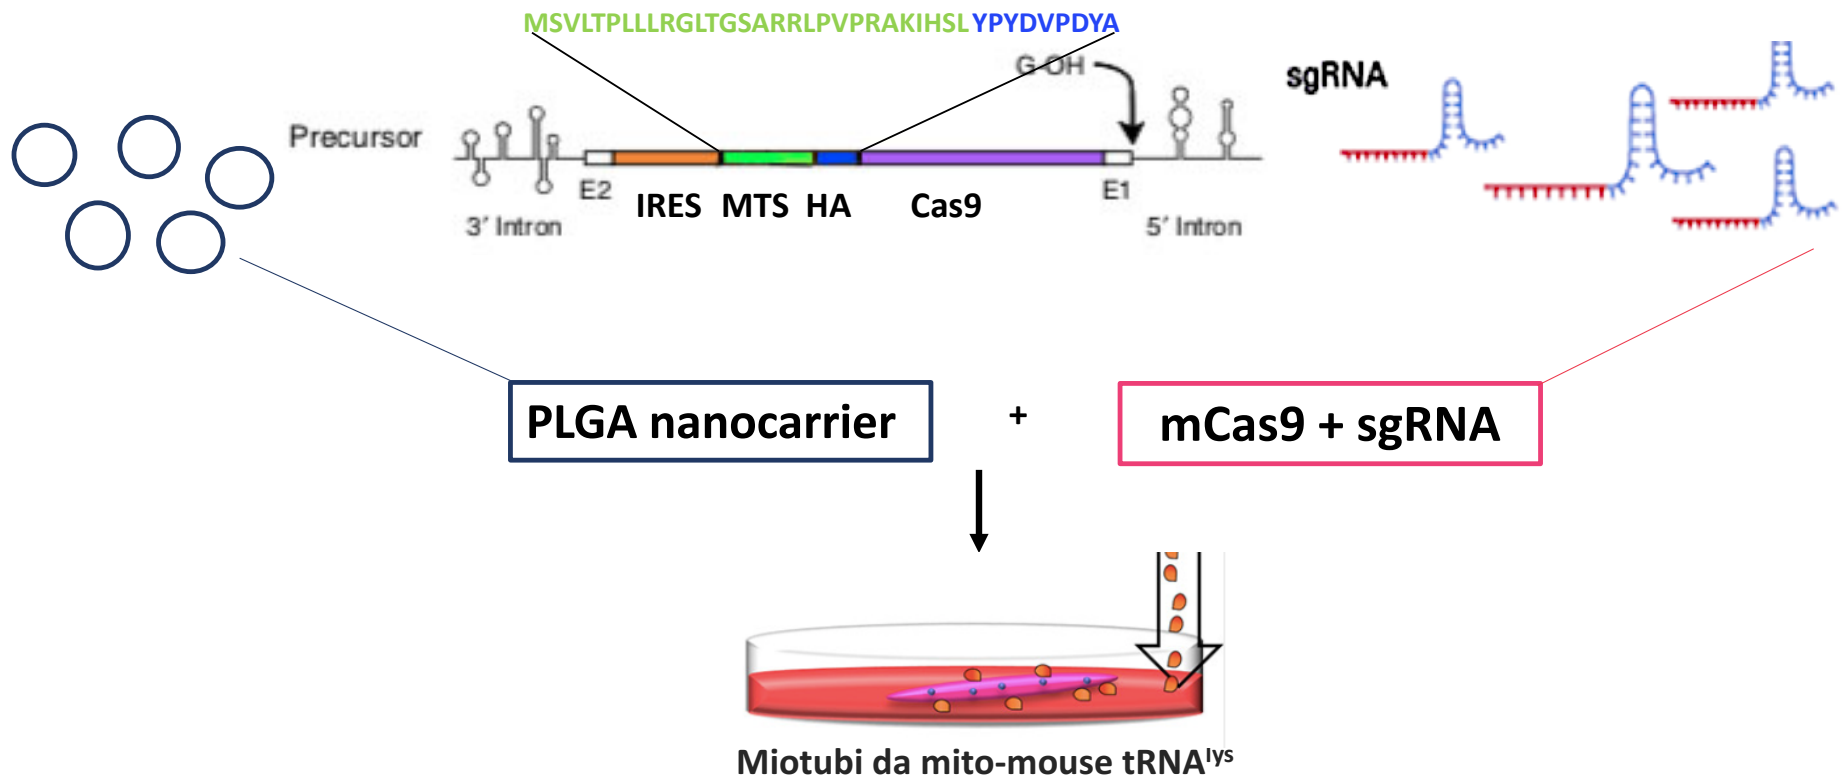 MSVLTPLLLRGLTGSARRLPVPRAKIHSLYPYDVPDYA
G-OH
sgRNA
Precursor
E2
E1
IRES MTS HA Cas9
3′ Intron
5′ Intron
PLGA nanocarrier
+
mCas9 + sgRNA
Miotubi da mito-mouse tRNAlys